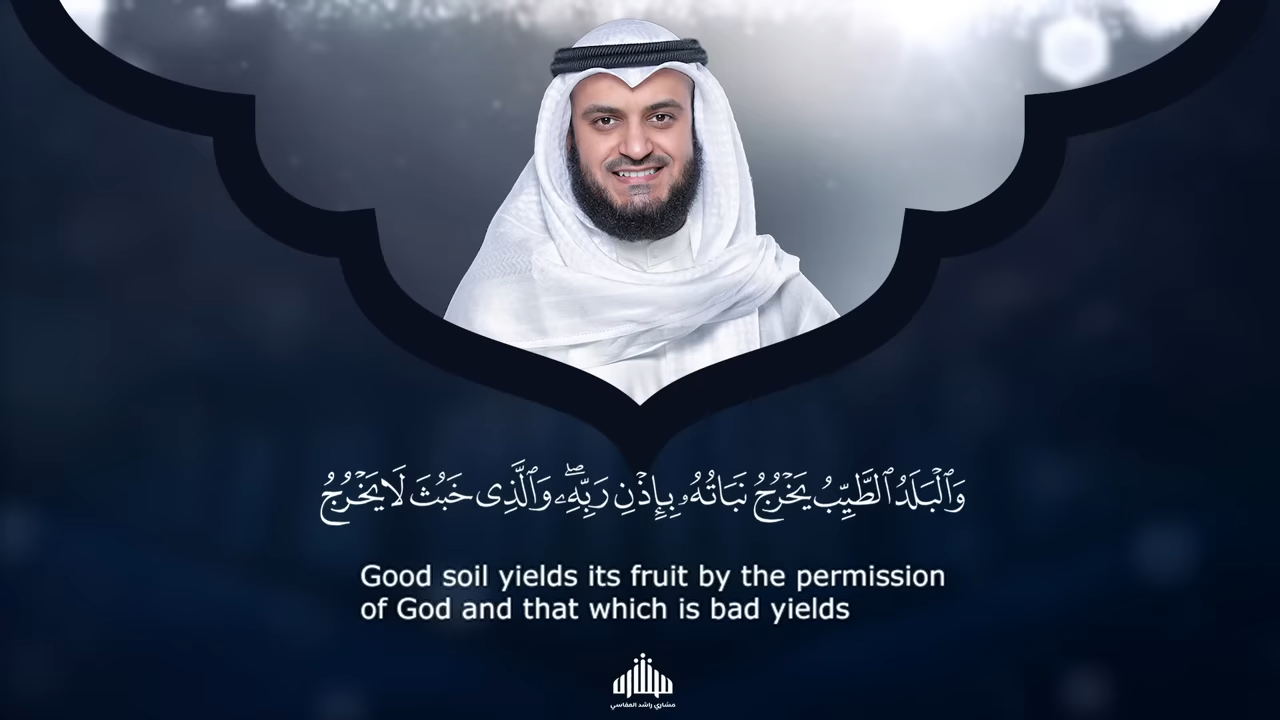 وَٱلْبَلَدُ ٱلطَّيِّبُ يَخْرُجُ نَبَاتُهُۥ بِإِذْنِ رَبِّهِۦۖ وَٱلَّذِى خَبُثَ لَا يَخْرُجُ
Good soil yields its fruit by the permission
of God and that which is bad yields
مشاري راشد العفاسي